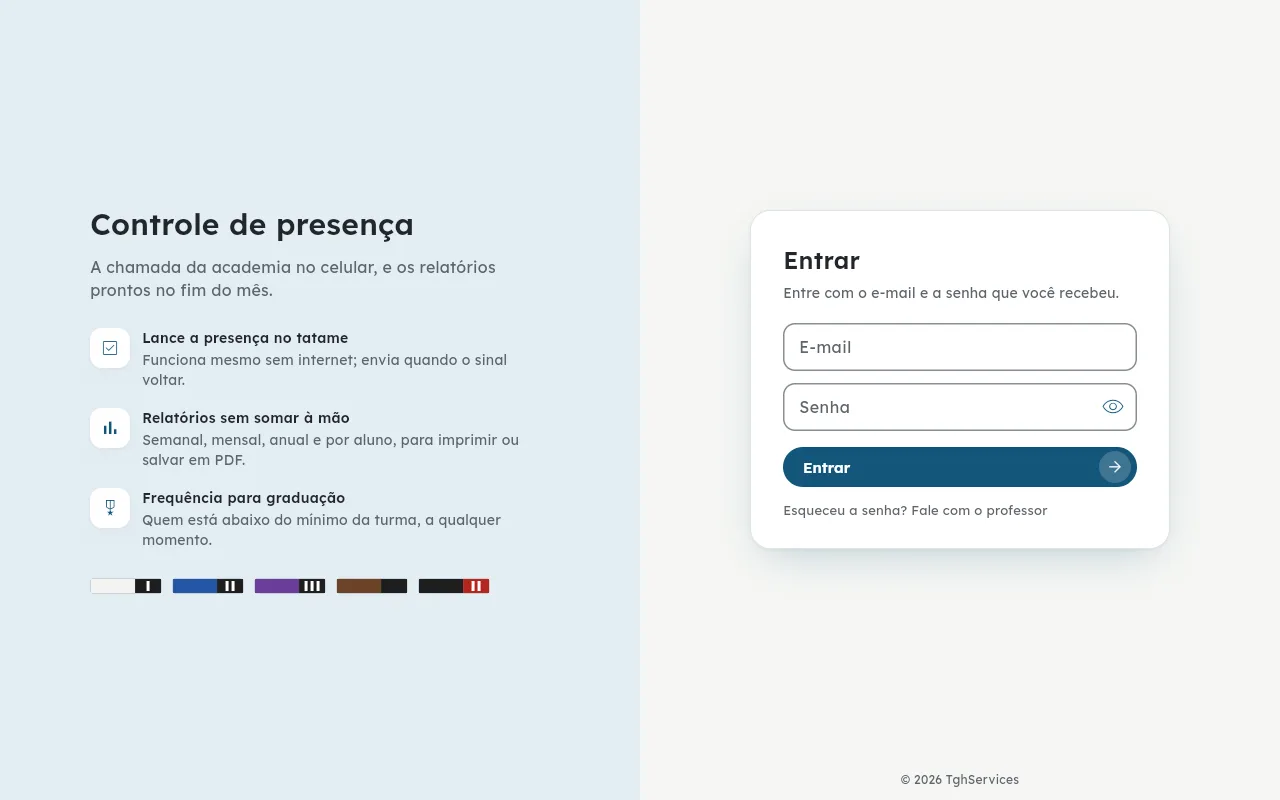 Controle de presença
A chamada da academia no celular, e os relatórios
prontos no fim do mês.
Lance a presença no tatame
Funciona mesmo sem internet; envia quando o sinal
voltar.
Relatórios sem somar à mão
Semanal, mensal, anual e por aluno, para imprimir ou
salvar em PDF.
Frequência para graduação
Quem está abaixo do mínimo da turma, a qualquer
momento.
Entrar
Entre com o e-mail e a senha que você recebeu.
E-mail
Senha
Entrar
Esqueceu a senha? Fale com o professor
© 2026 TghServices